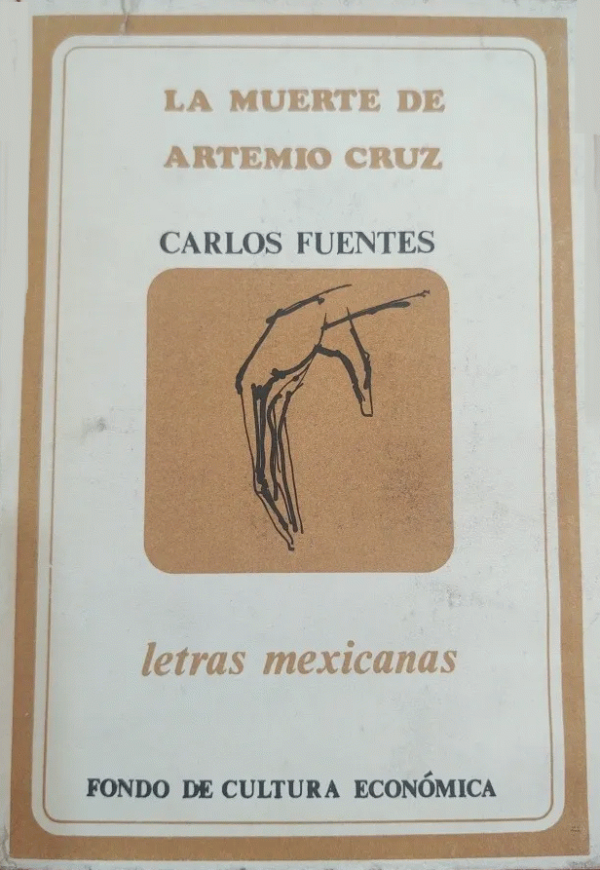 LA MUERTE DE
ARTEMIO CRUZ
CARLOS FUENTES
letras mexicanas
FONDO DE CULTURA ECONÓMICA